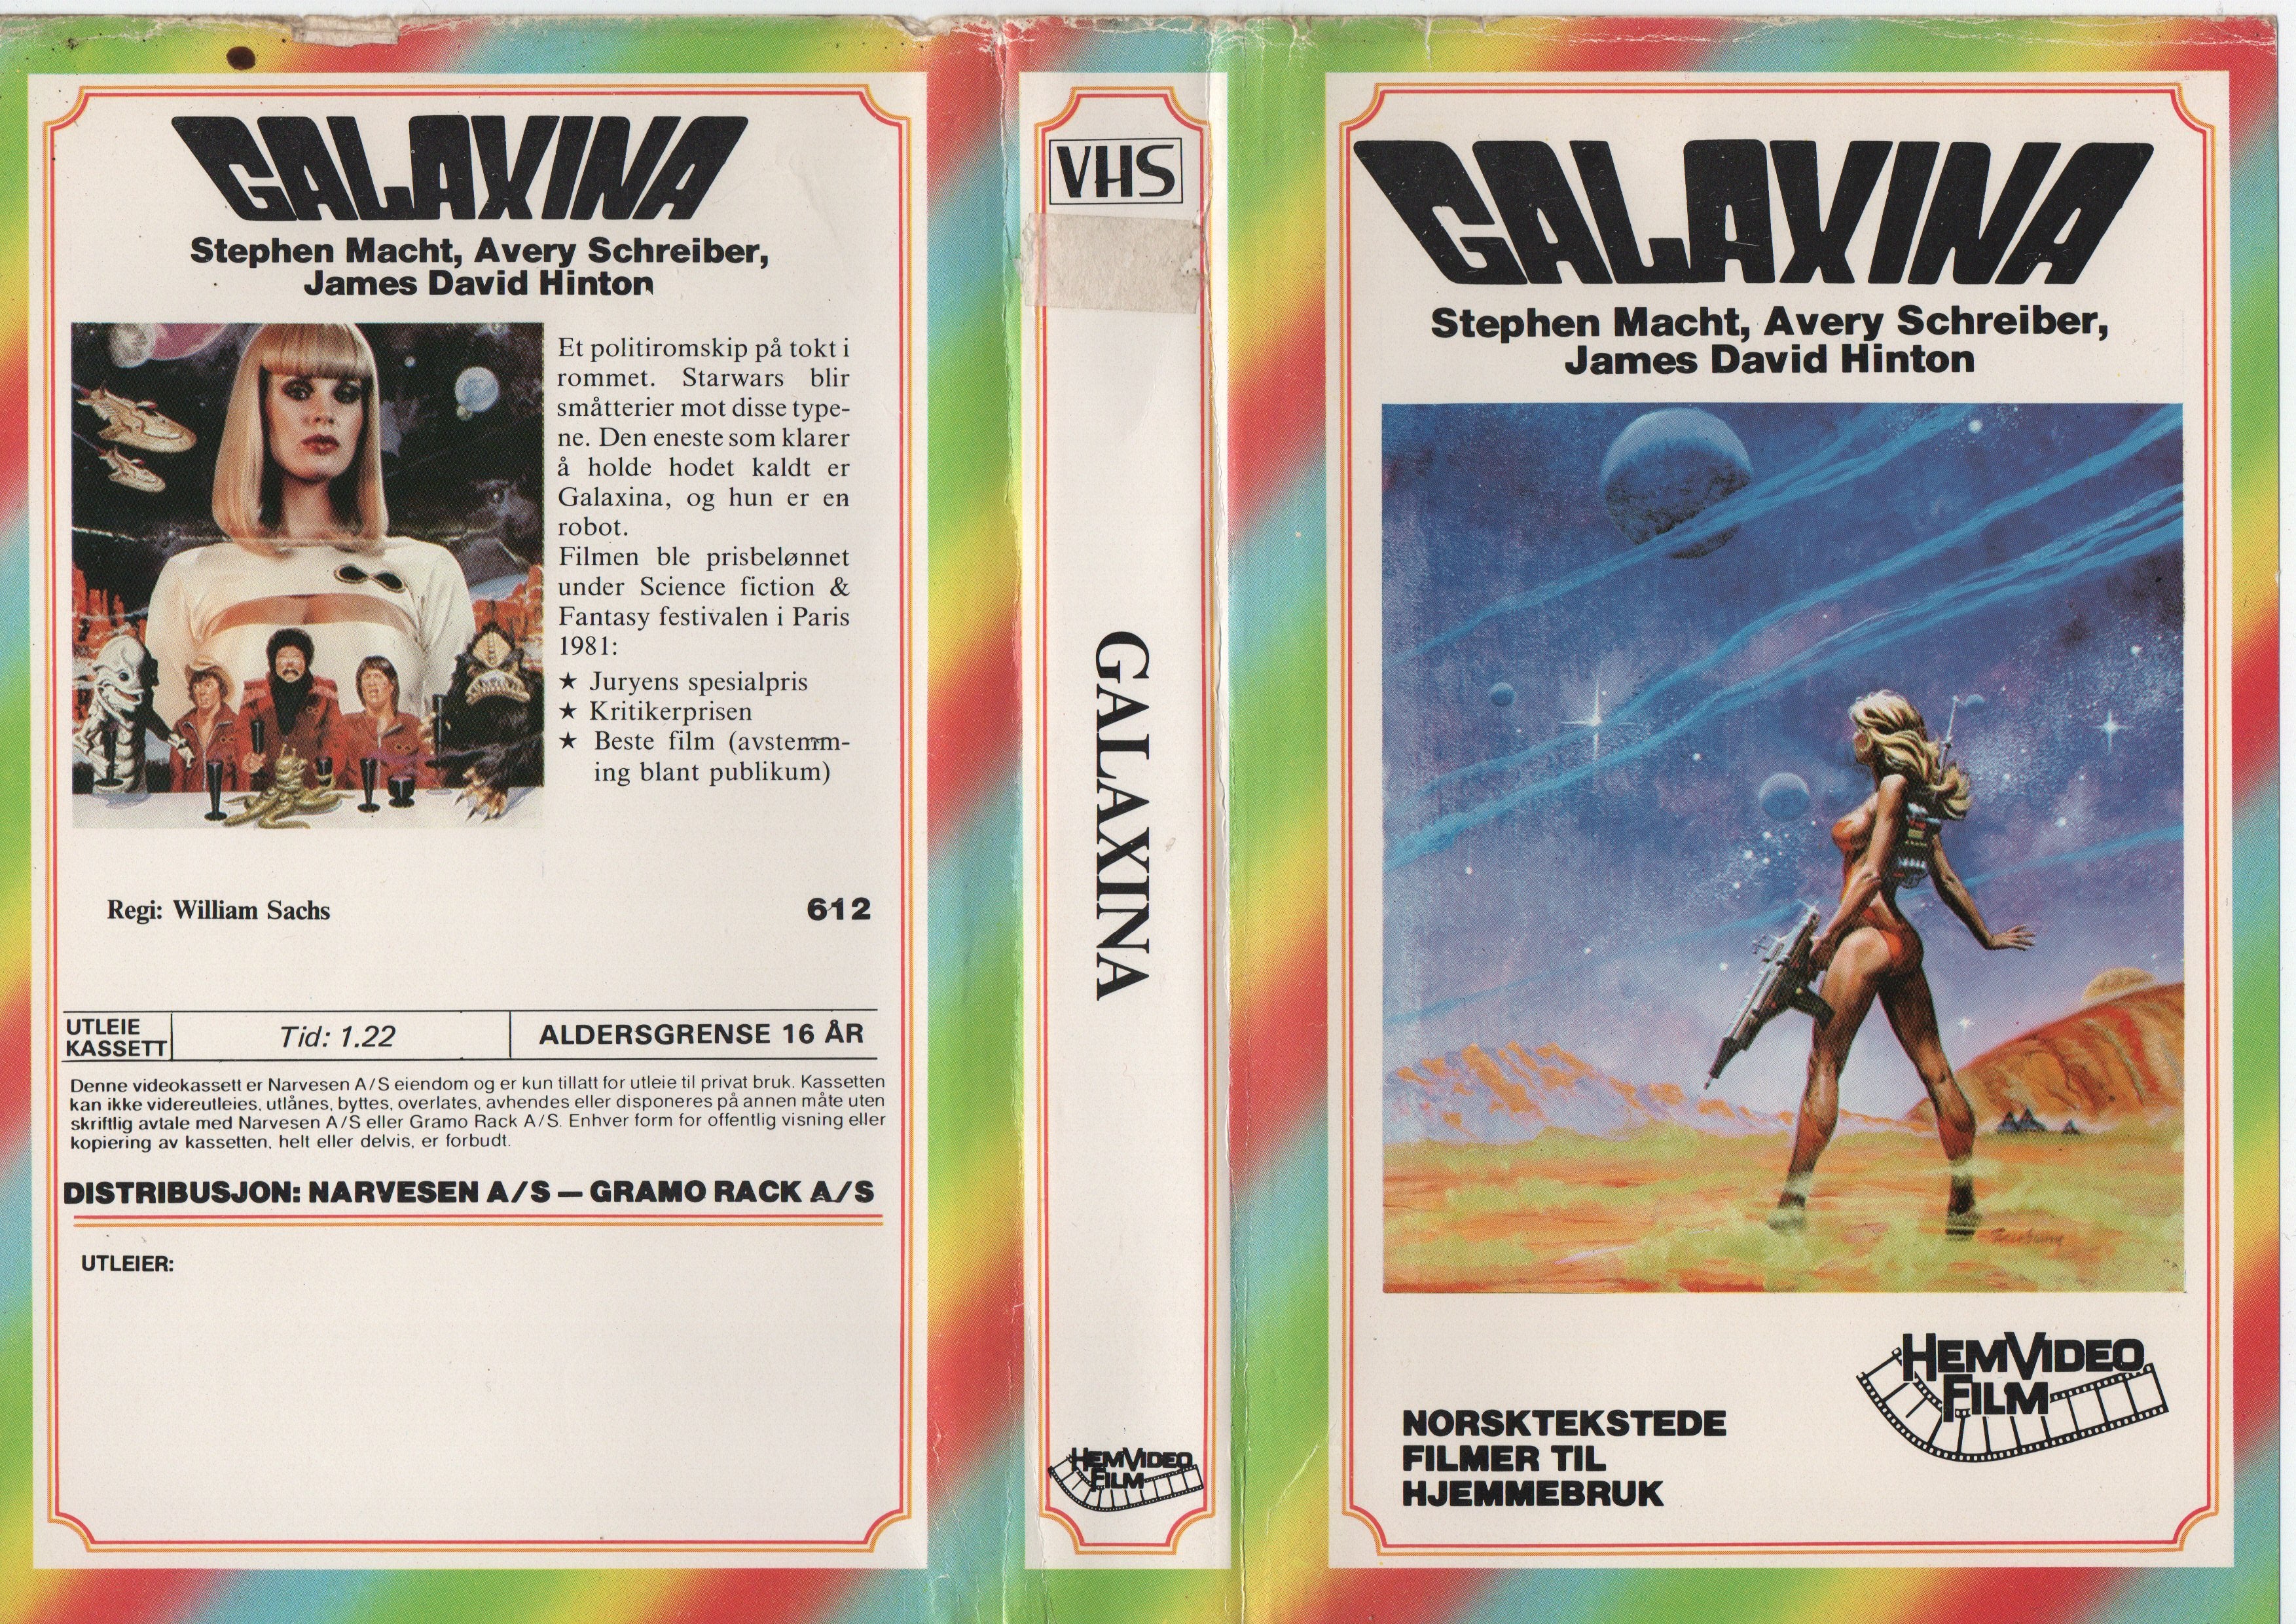 GALAXINA
Stephen Macht, Avery Schreiber,
James David Hinton
Et politiromskip på tokt i
rommet. Starwars blir
småtterier mot disse type-
ne. Den eneste som klarer
å holde hodet kaldt er
Galaxina, og hun er en
robot.
Filmen ble prisbelønnet
under Science fiction &
Fantasy festivalen i Paris
1981:
★ Juryens spesialpris
★ Kritikerprisen
★ Beste film (avstemm-
ing blant publikum)
Regi: William Sachs
612
UTLEIE
KASSETT
Tid: 1.22
ALDERSGRENSE 16 ÅR
Denne videokassett er Narvesen A/S eiendom og er kun tillatt for utleie til privat bruk. Kassetten
kan ikke videreutleies, utlånes, byttes, overlates, avhendes eller disponeres på annen måte uten
skriftlig avtale med Narvesen A/S eller Gramo Rack A/S. Enhver form for offentlig visning eller
kopiering av kassetten, helt eller delvis, er forbudt.
DISTRIBUSJON: NARVESEN A/S — GRAMO RACK A/S
UTLEIER:
VHS
GALAXINA
HEMVIDEO
FILM
GALAXINA
Stephen Macht, Avery Schreiber,
James David Hinton
NORSKTEKSTEDE
FILMER TIL
HJEMMEBRUK
HEMVIDEO
FILM